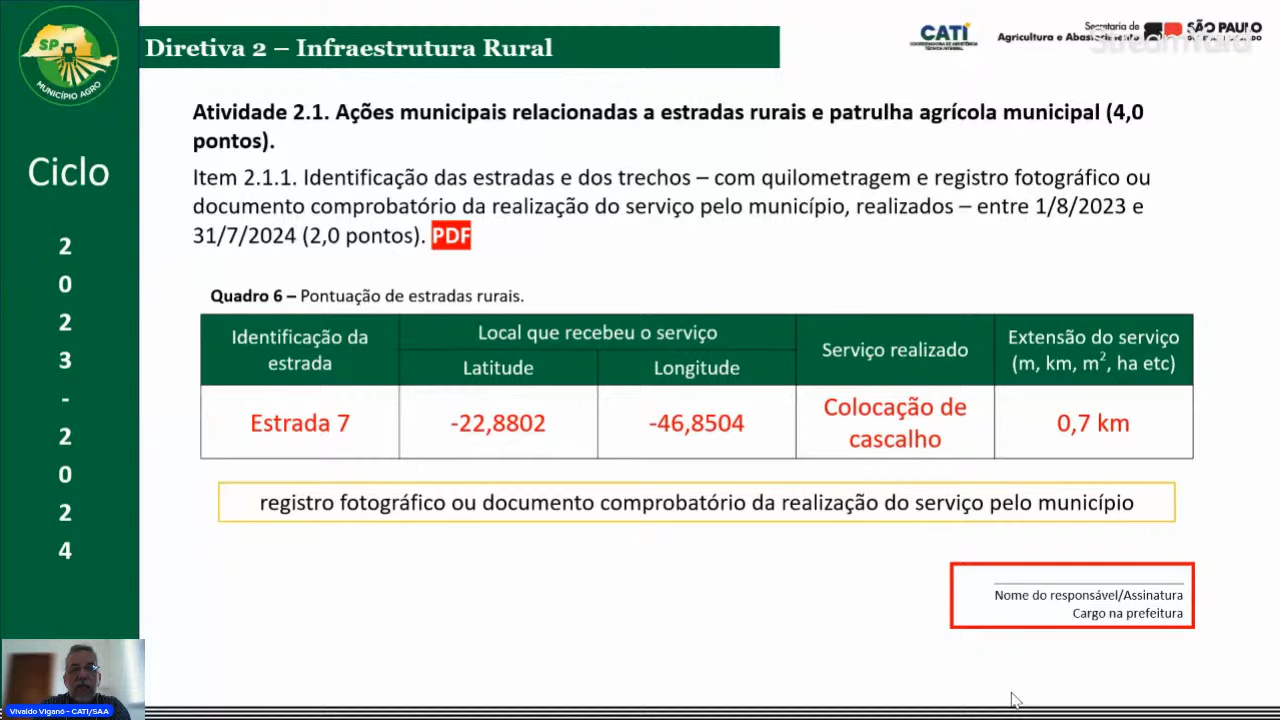 SP
MUNICÍPIO AGRO
Diretiva 2 – Infraestrutura Rural
CATI
COORDENADORIA DE ASSISTÊNCIA
TÉCNICA INTEGRAL
Secretaria de
Agricultura e Abastecimento
SÃO PAULO
StreamYard
Ciclo
2
0
2
3
-
2
0
2
4
Atividade 2.1. Ações municipais relacionadas a estradas rurais e patrulha agrícola municipal (4,0
pontos).
Item 2.1.1. Identificação das estradas e dos trechos – com quilometragem e registro fotográfico ou
documento comprobatório da realização do serviço pelo município, realizados – entre 1/8/2023 e
31/7/2024 (2,0 pontos). PDF
Quadro 6 – Pontuação de estradas rurais.
Identificação da
estrada
Local que recebeu o serviço
Latitude
Longitude
Serviço realizado
Extensão do serviço
(m, km, m², ha etc)
Estrada 7
-22,8802
-46,8504
Colocação de
cascalho
0,7 km
registro fotográfico ou documento comprobatório da realização do serviço pelo município
Nome do responsável/Assinatura
Cargo na prefeitura
Vivaldo Viganó - CATI/SAA